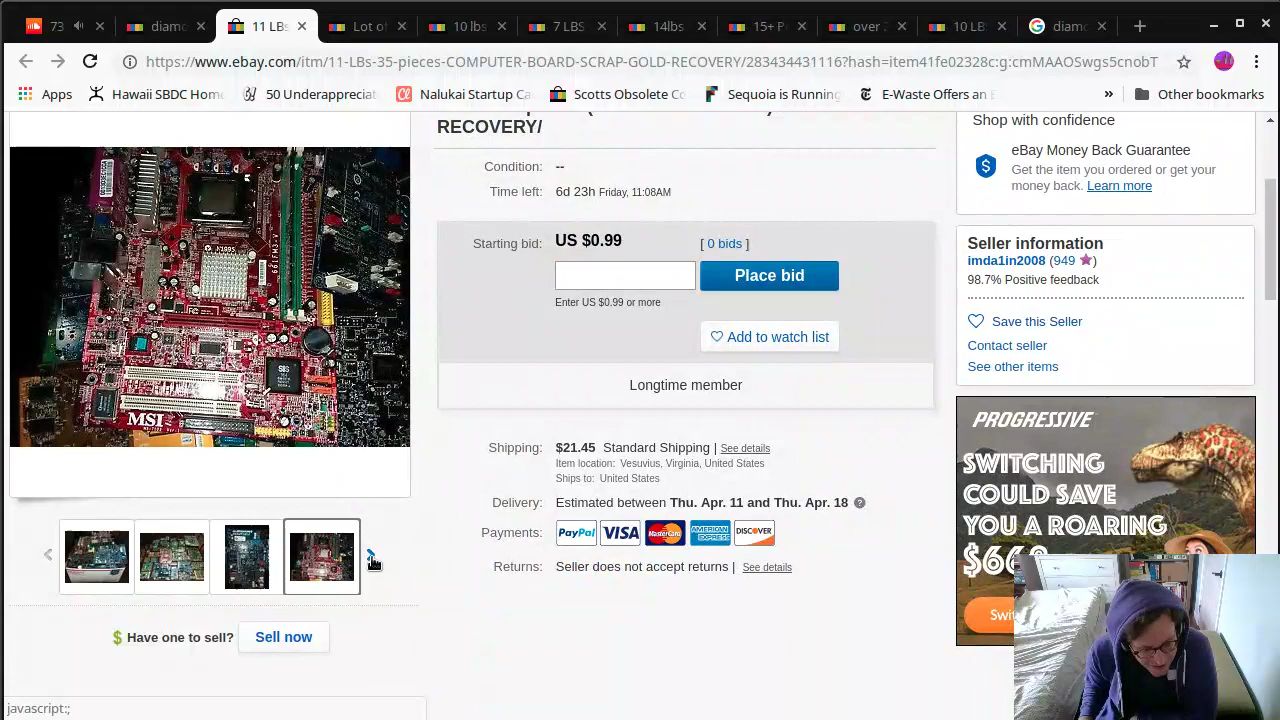 73
diamo
11 LBs
Lot of
10 lbs
7 LBS
14lbs
15+ P
over 2
10 LB
diamo
https://www.ebay.com/itm/11-LBs-35-pieces-COMPUTER-BOARD-SCRAP-GOLD-RECOVERY/283434431116?hash=item41fe02328c:g:cmMAAOSwgs5cnobT
Apps
Hawaii SBDC Home
50 Undeappreciat
Nalukai Startup Ca
Scotts Obsolete Co
Sequoia is Running
E-Waste Offers an E
»
Other bookmarks
RECOVERY/
Condition: --
Time left: 6d 23h Friday, 11:08AM
Starting bid: US $0.99 [ 0 bids ]
Place bid
Enter US $0.99 or more
Add to watch list
Longtime member
Shipping: $21.45 Standard Shipping | See details
Item location: Vesuvius, Virginia, United States
Ships to: United States
Delivery: Estimated between Thu. Apr. 11 and Thu. Apr. 18
Payments: PayPal VISA MasterCard AMERICAN EXPRESS DISCOVER
Returns: Seller does not accept returns | See details
MSI
SiS
$ Have one to sell? Sell now
Shop with confidence
eBay Money Back Guarantee
Get the item you ordered or get your
money back. Learn more
Seller information
imda1in2008 (949)
98.7% Positive feedback
Save this Seller
Contact seller
See other items
PROGRESSIVE
SWITCHING
COULD SAVE
YOU A ROARING
Swit
javascript:;